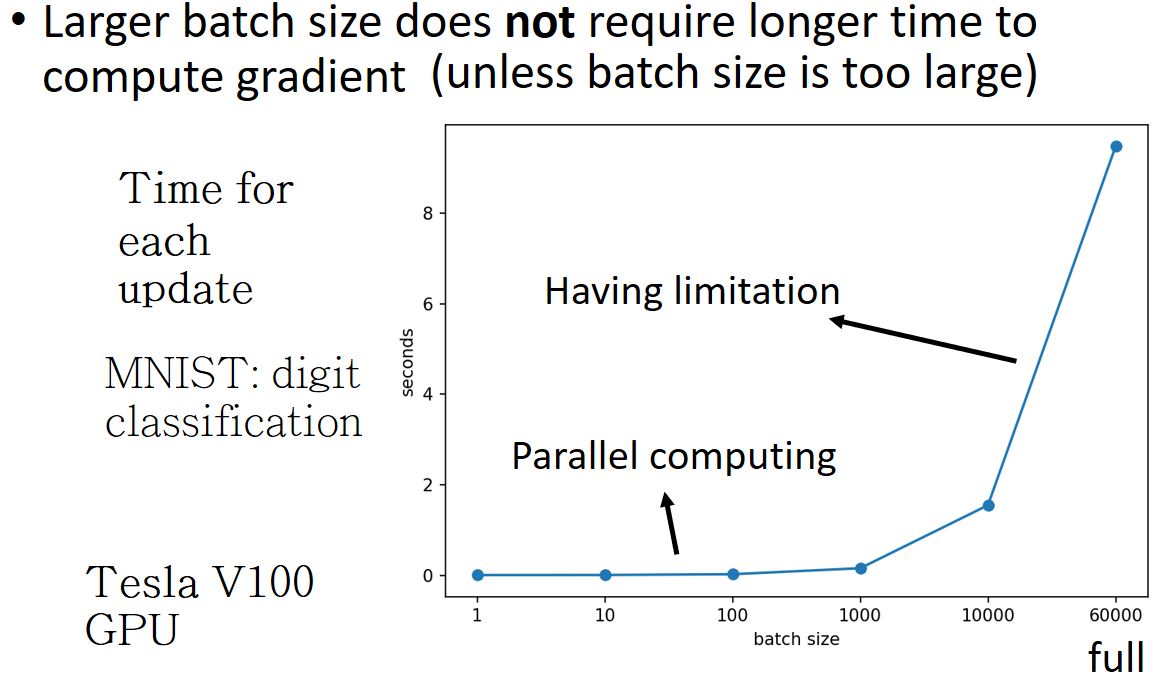 • Larger batch size does not require longer time to
compute gradient (unless batch size is too large)
Time for
each
update
MNIST: digit
classification
Tesla V100
GPU
Having limitation
Parallel computing
seconds
8
6
4
2
0
1 10 100 1000 10000 60000
batch size
full